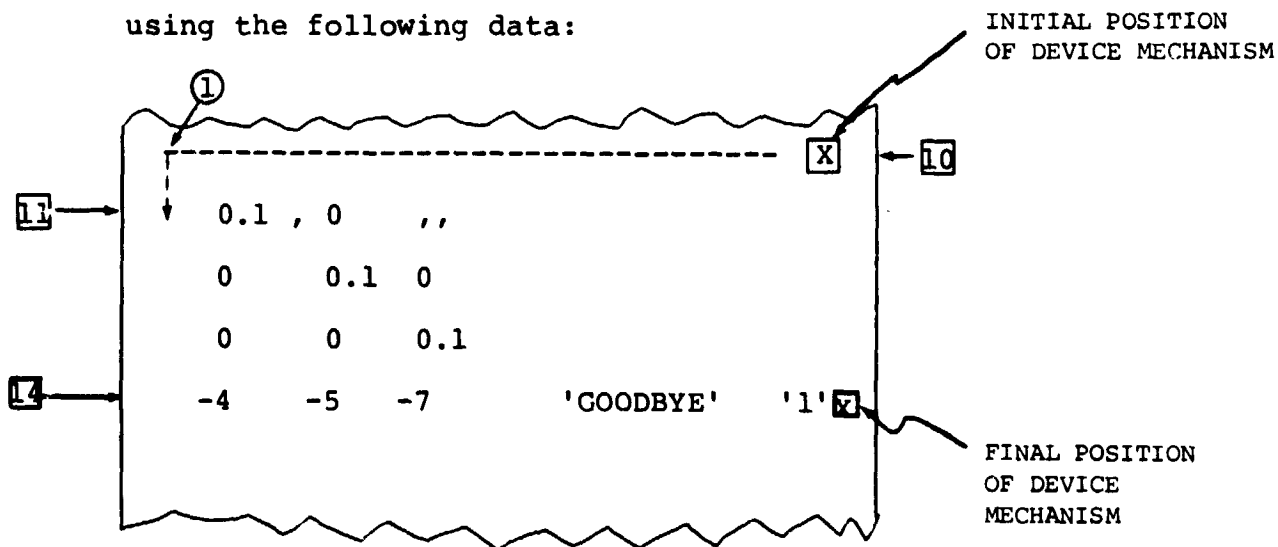 using the following data:
INITIAL POSITION
OF DEVICE MECHANISM
1
X
10
11
0.1 , 0 ,,
0 0.1 0
0 0 0.1
14
-4 -5 -7 'GOODBYE' '1' x
FINAL POSITION
OF DEVICE
MECHANISM